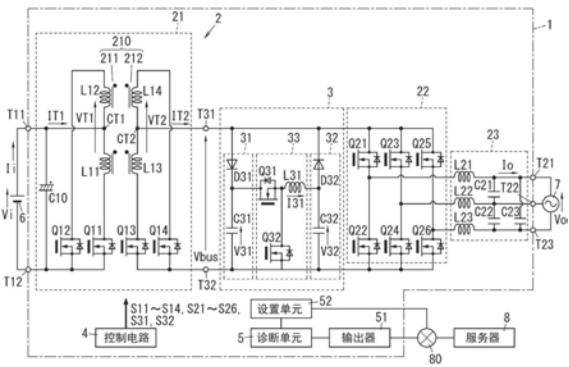 21
2
1
210
211 212
3
L12 L14
22
T11 IT1 VT1 CT1 VT2 IT2 T31
31 33 32
23
CT2
Q21 Q23 Q25
Ii
L11 L13
D31 Q31 L31 D32
L21 Io T21
C10
I31
C21 T22 7
Vi 6
L22
C31 C32
C22 C23
Q12 Q11 Q13 Q14
Q32
Q22 Q24 Q26
L23
Vo
Vbus
V31 V32
T23
T12
T32
S11~S14, S21~S26,
S31, S32
设置单元 52
51 8
4 控制电路
5 诊断单元 输出器 服务器
80